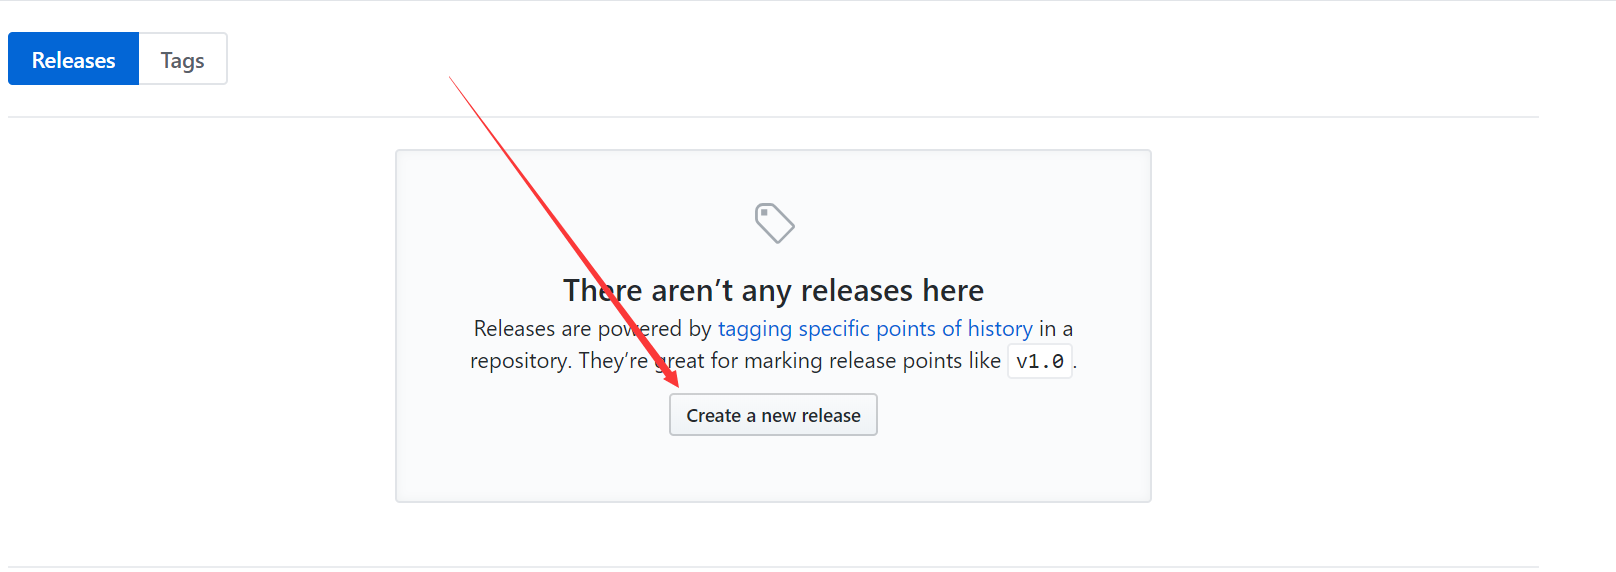 Releases Tags
There aren’t any releases here
Releases are powered by tagging specific points of history in a
repository. They’re great for marking release points like v1.0.
Create a new release